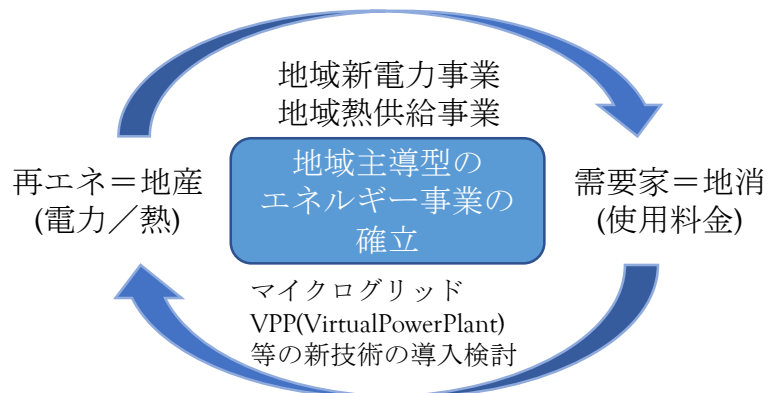 地域新電力事業
地域熱供給事業
地域主導型の
エネルギー事業の
確立
再エネ＝地産
(電力／熱)
需要家＝地消
(使用料金)
マイクログリッド
VPP(VirtualPowerPlant)
等の新技術の導入検討